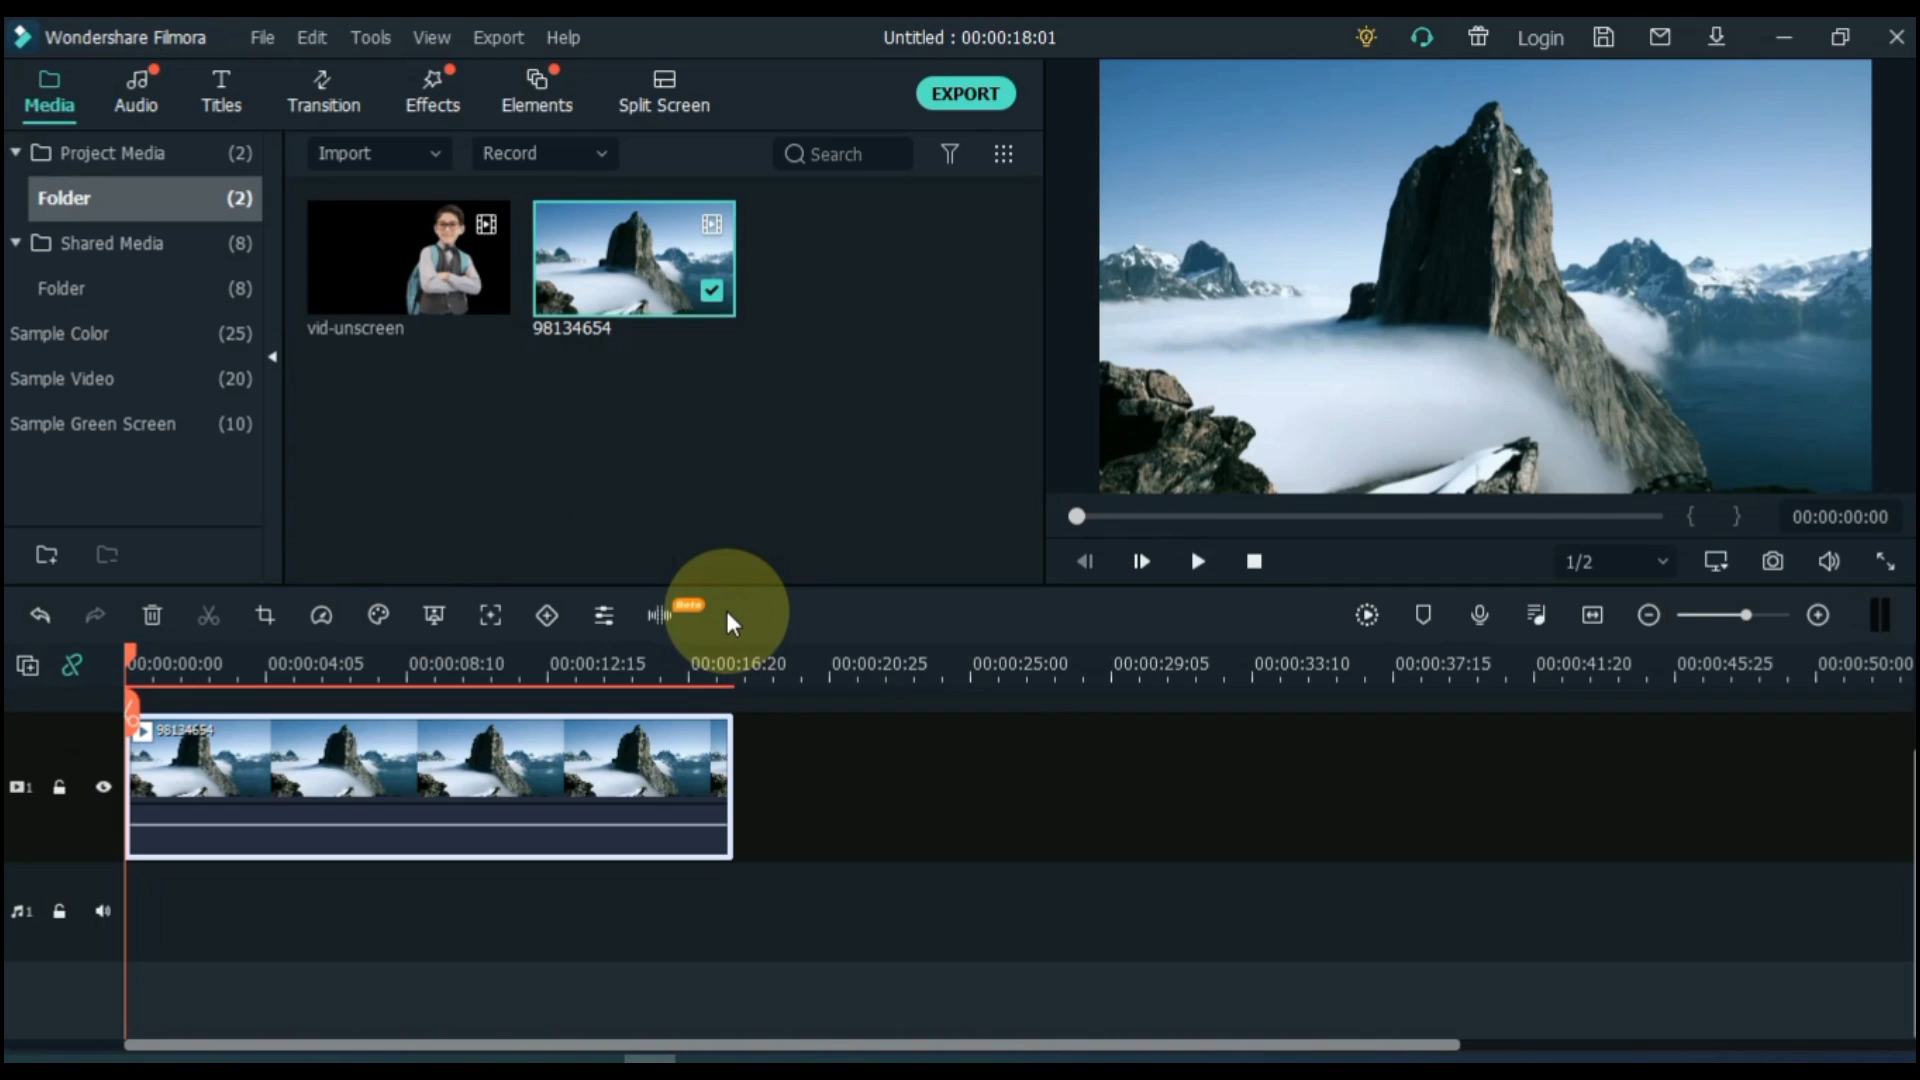 Wondershare Filmora File Edit Tools View Export Help Untitled : 00:00:18:01 Login
Media Audio Titles Transition Effects Elements Split Screen EXPORT
Project Media (2) Import Record Search
Folder (2)
Shared Media (8)
Folder (8)
vid-unscreen 98134654
Sample Color (25)
Sample Video (20)
Sample Green Screen (10)
{ } 00:00:00:00
1/2
Beta
00:00:00:00 00:00:04:05 00:00:08:10 00:00:12:15 00:00:16:20 00:00:20:25 00:00:25:00 00:00:29:05 00:00:33:10 00:00:37:15 00:00:41:20 00:00:45:25 00:00:50:00
98134654
1
1